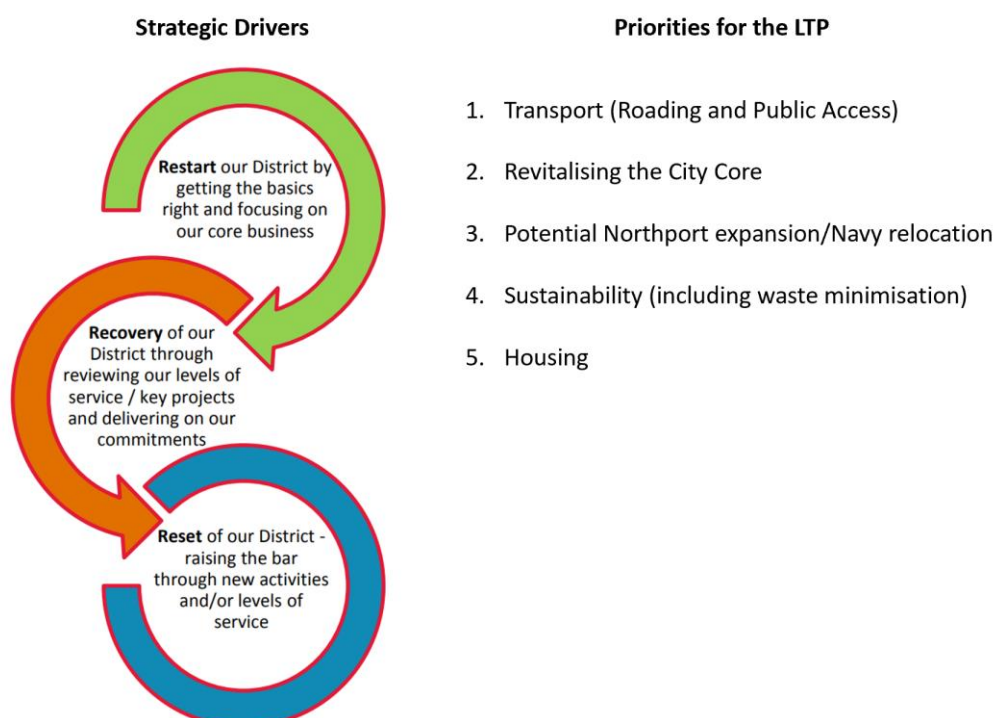 Strategic Drivers
Restart our District by
getting the basics
right and focusing on
our core business
Recovery of our
District through
reviewing our levels of
service / key projects
and delivering on our
commitments
Reset of our District -
raising the bar
through new activities
and/or levels of
service
Priorities for the LTP
1. Transport (Roading and Public Access)
2. Revitalising the City Core
3. Potential Northport expansion/Navy relocation
4. Sustainability (including waste minimisation)
5. Housing